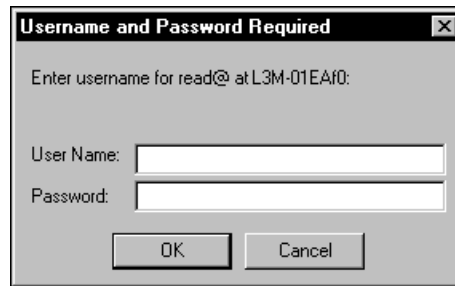 Username and Password Required
Enter username for read@ at L3M-01EAf0:
User Name:
Password:
OK Cancel